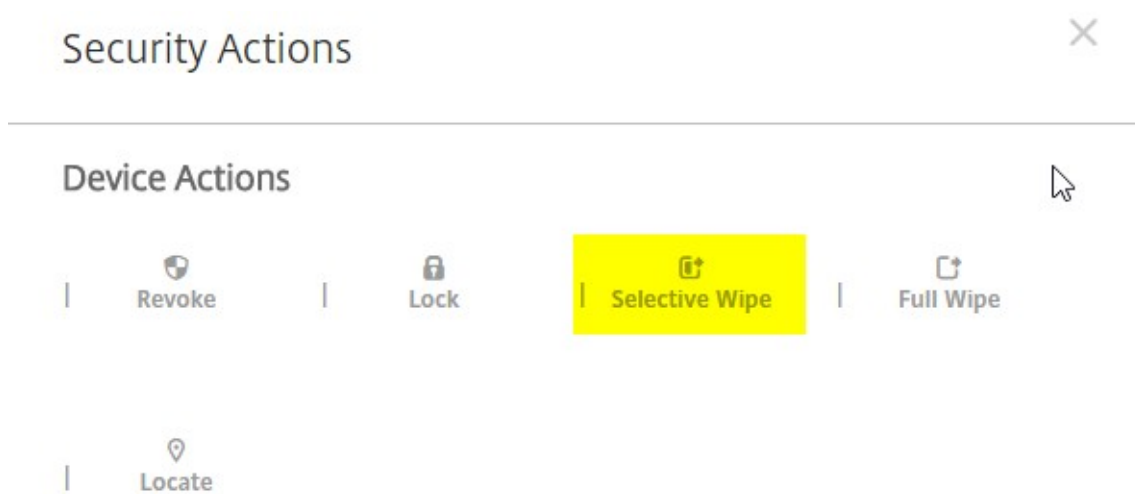 Security Actions
Device Actions
Revoke
Lock
Selective Wipe
Full Wipe
Locate